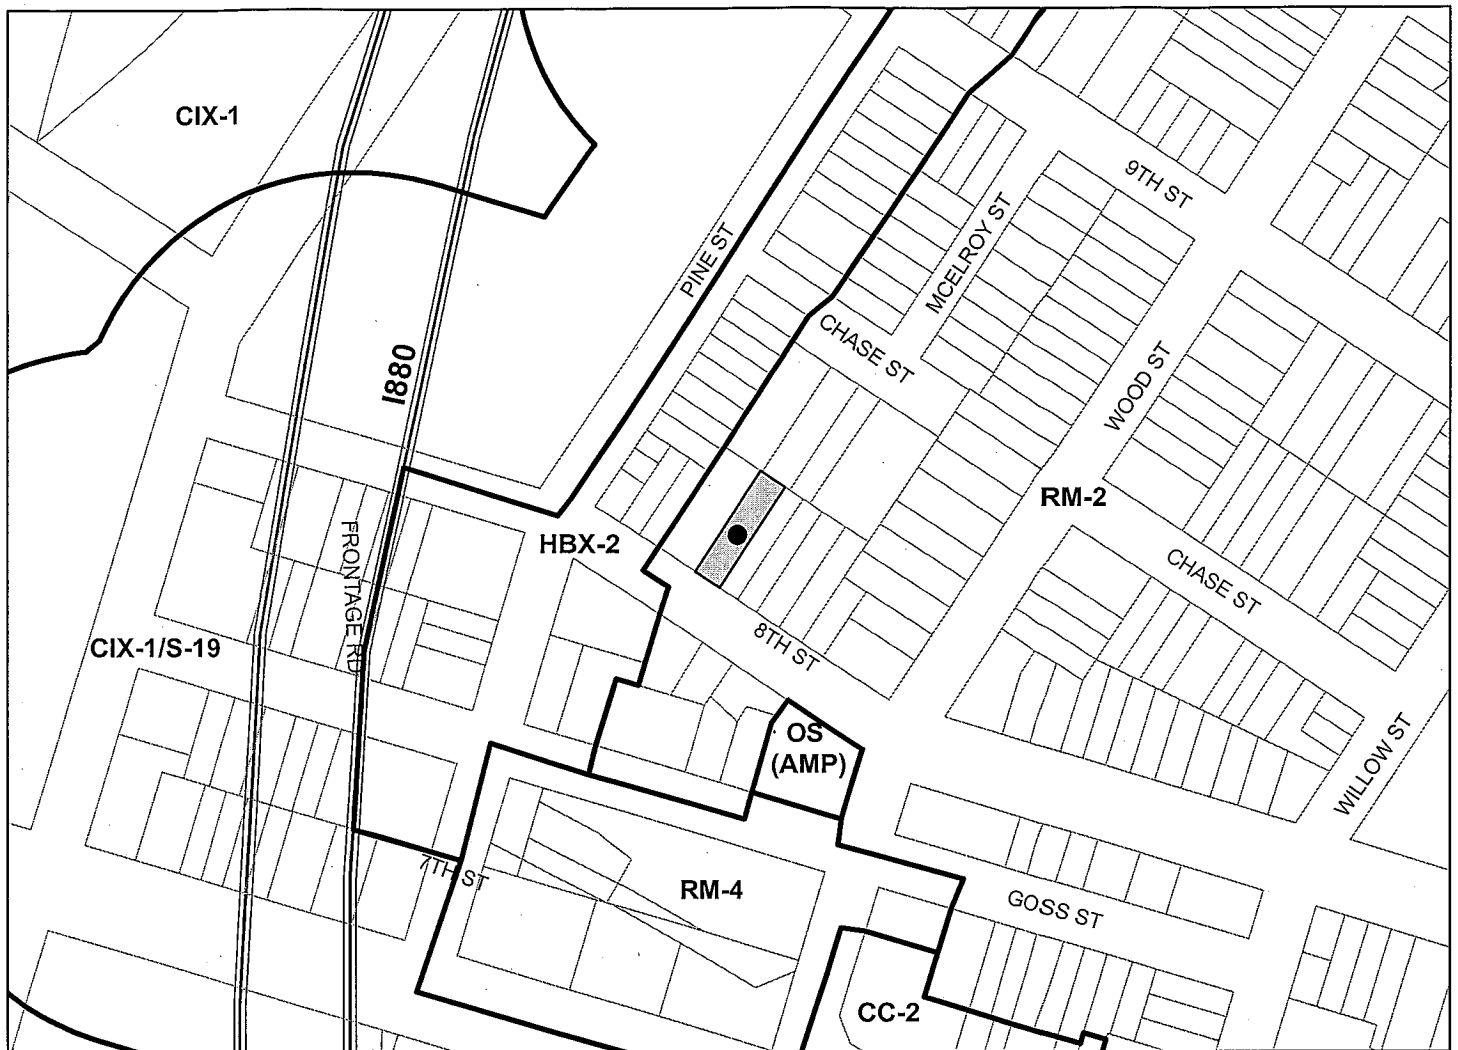 CIX-1
9TH ST
PINE ST
MCELROY ST
CHASE ST
I880
WOOD ST
RM-2
HBX-2
FRONTAGE RD
CHASE ST
CIX-1/S-19
8TH ST
OS
(AMP)
WILLOW ST
7TH ST
RM-4
GOSS ST
CC-2